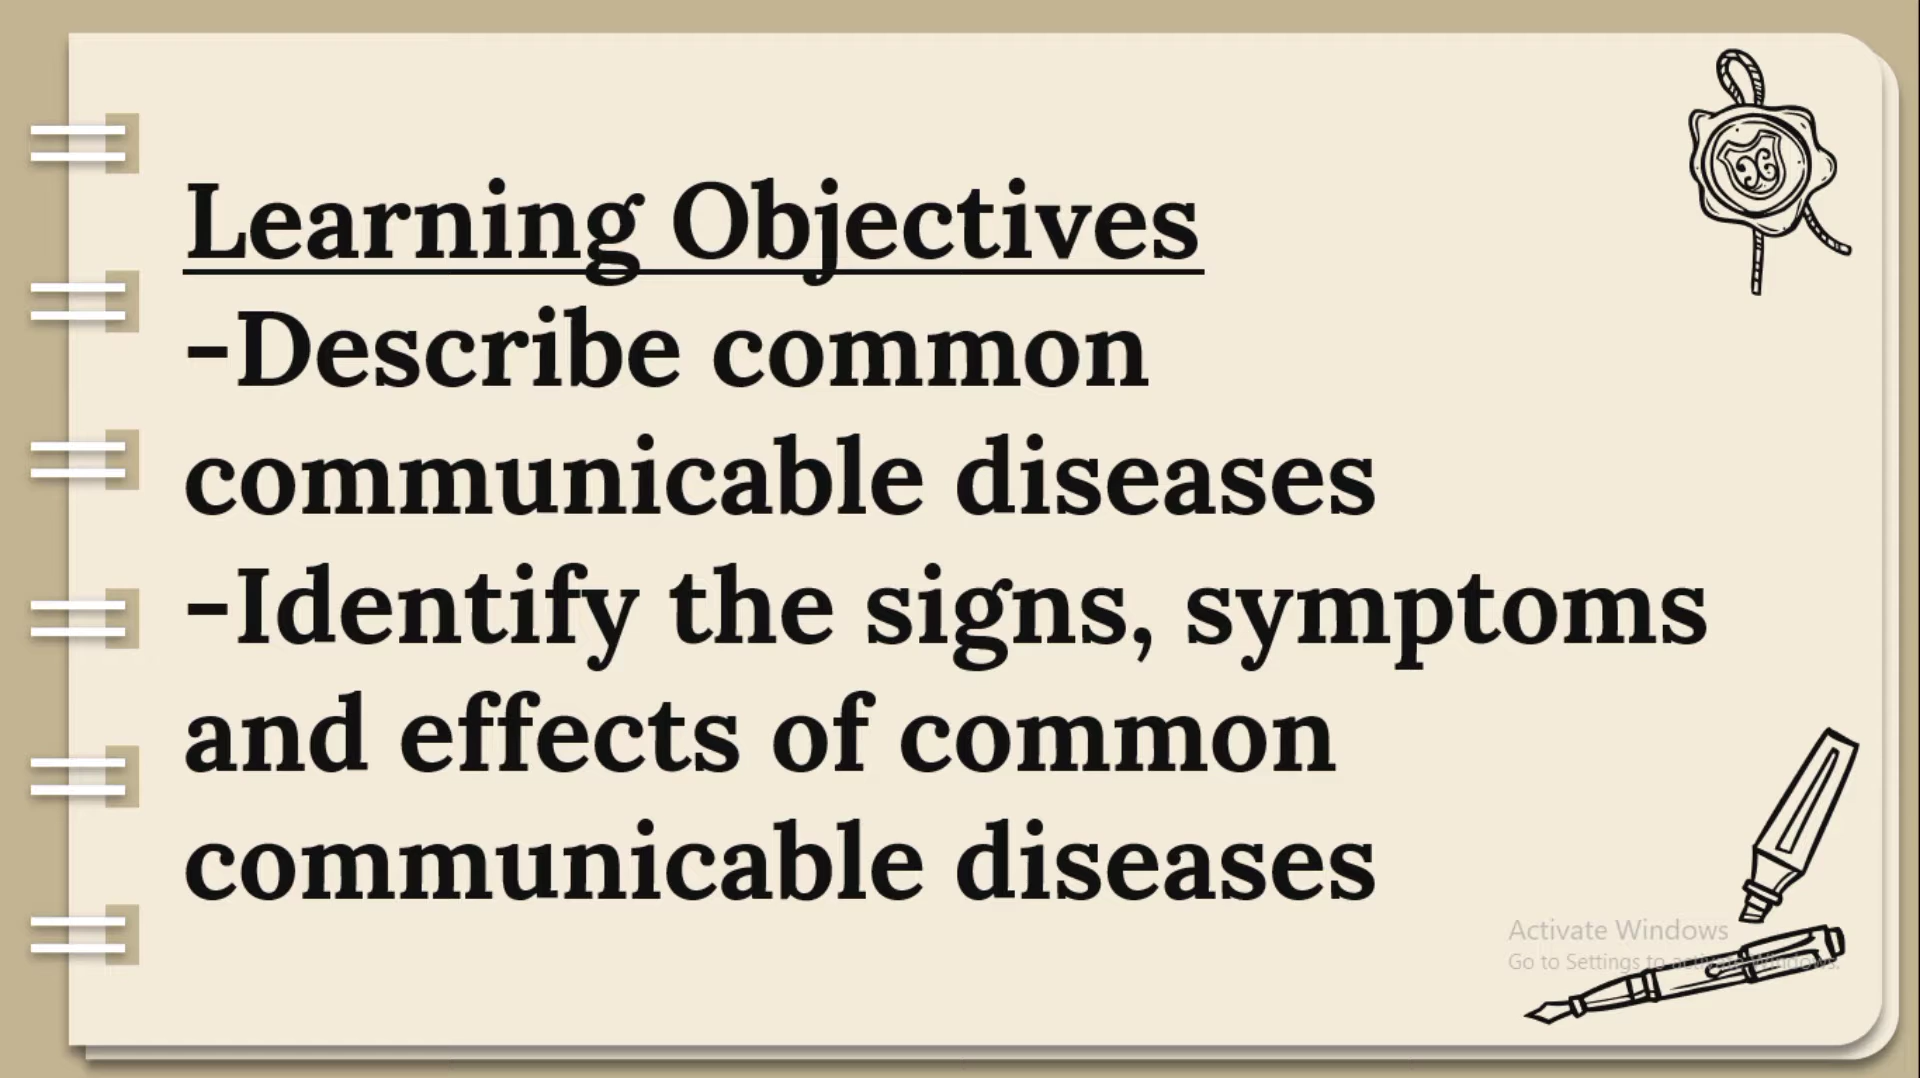 Learning Objectives
-Describe common
communicable diseases
-Identify the signs, symptoms
and effects of common
communicable diseases
Activate Windows
Go to Settings to activate Windows.